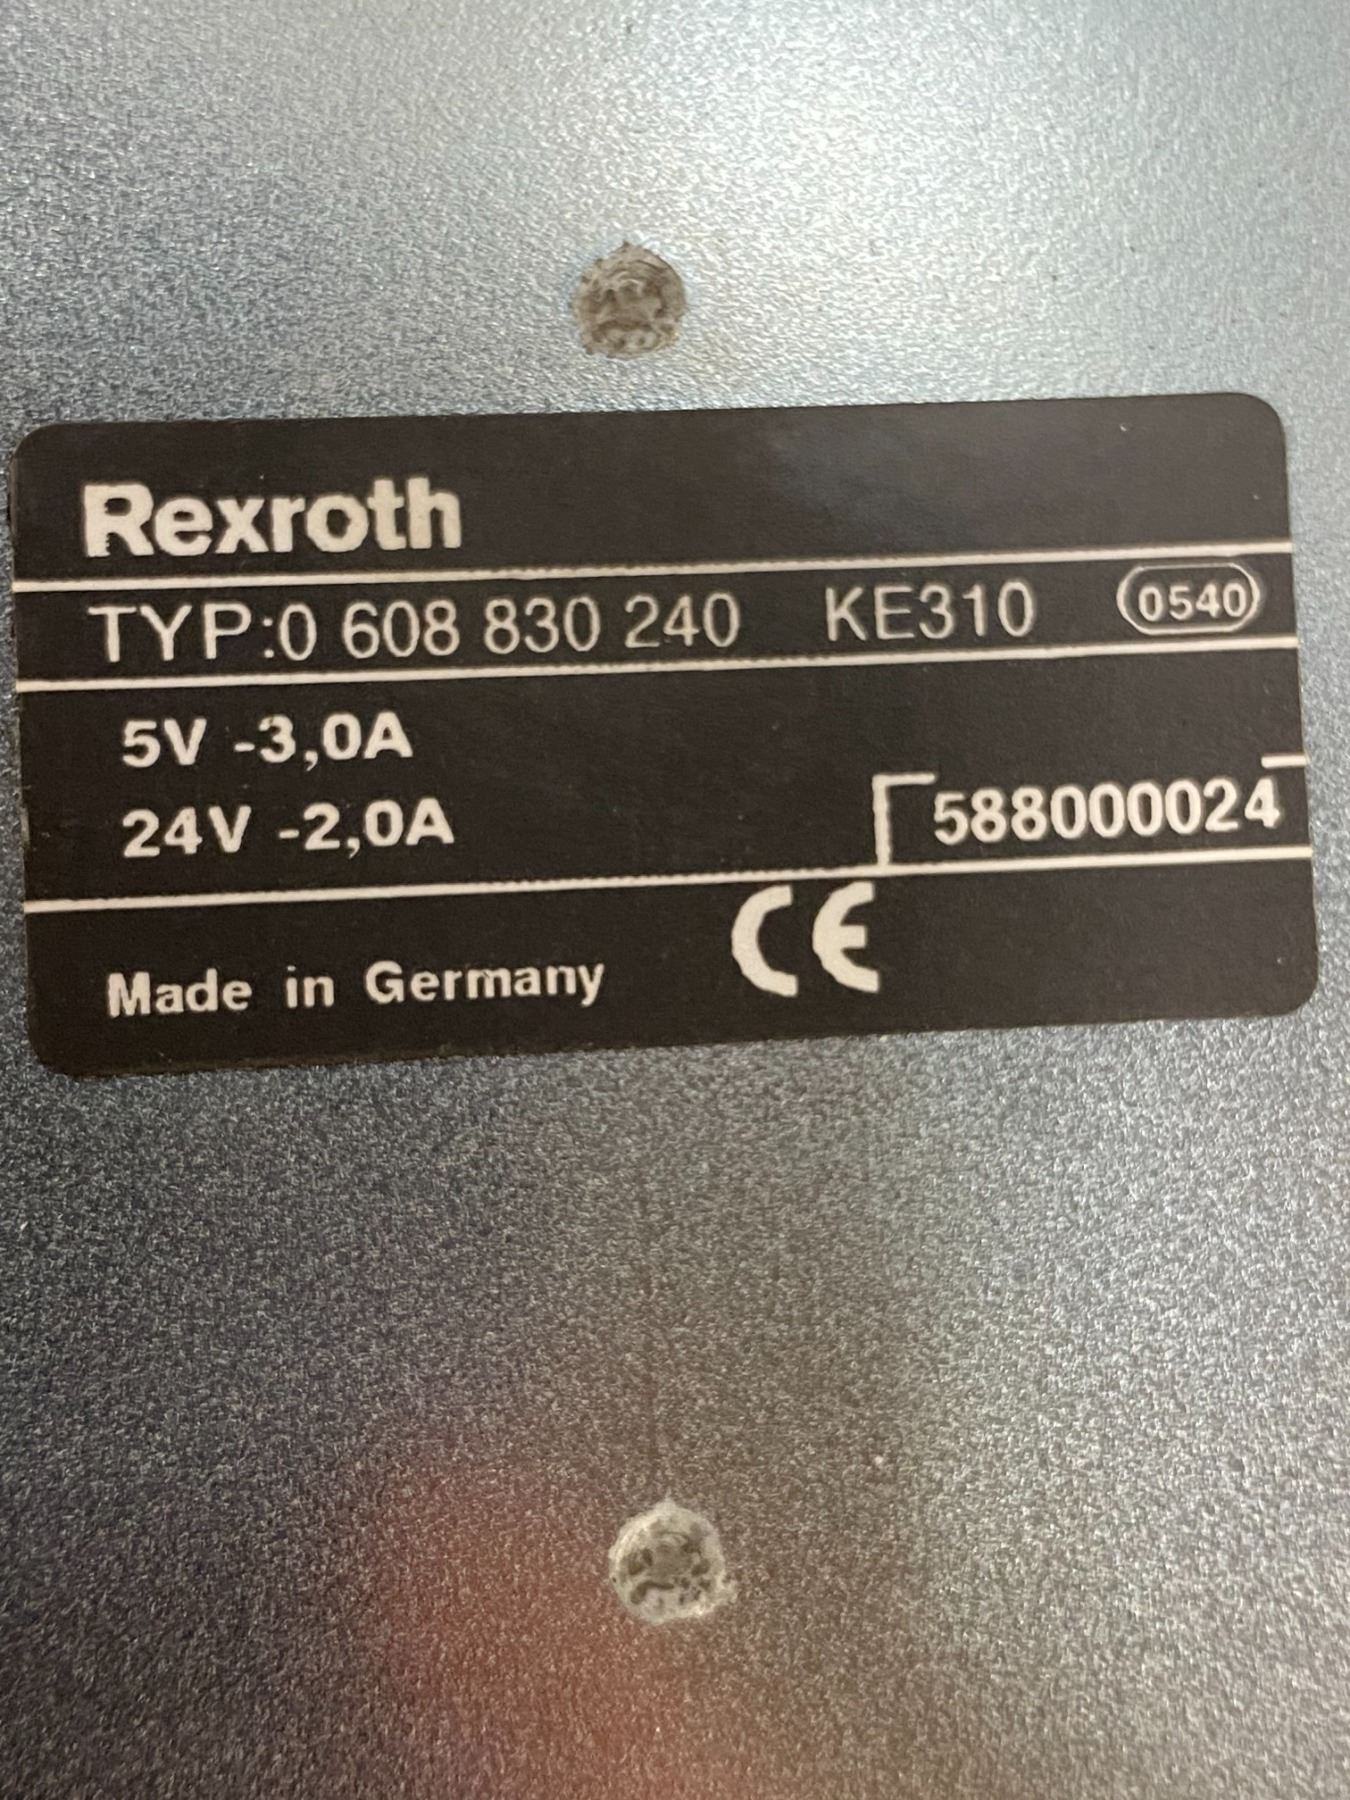 Rexroth
TYP:0 608 830 240 KE310 0540
5V -3,0A
24V -2,0A
588000024
Made in Germany CE